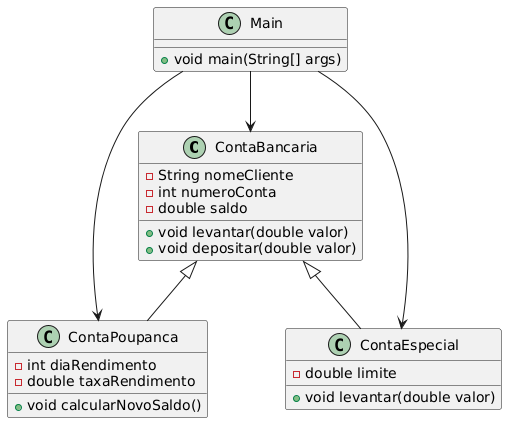 C Main
void main(String[] args)
C ContaBancaria
String nomeCliente
int numeroConta
double saldo
void levantar(double valor)
void depositar(double valor)
C ContaPoupanca
int diaRendimento
double taxaRendimento
void calcularNovoSaldo()
C ContaEspecial
double limite
void levantar(double valor)